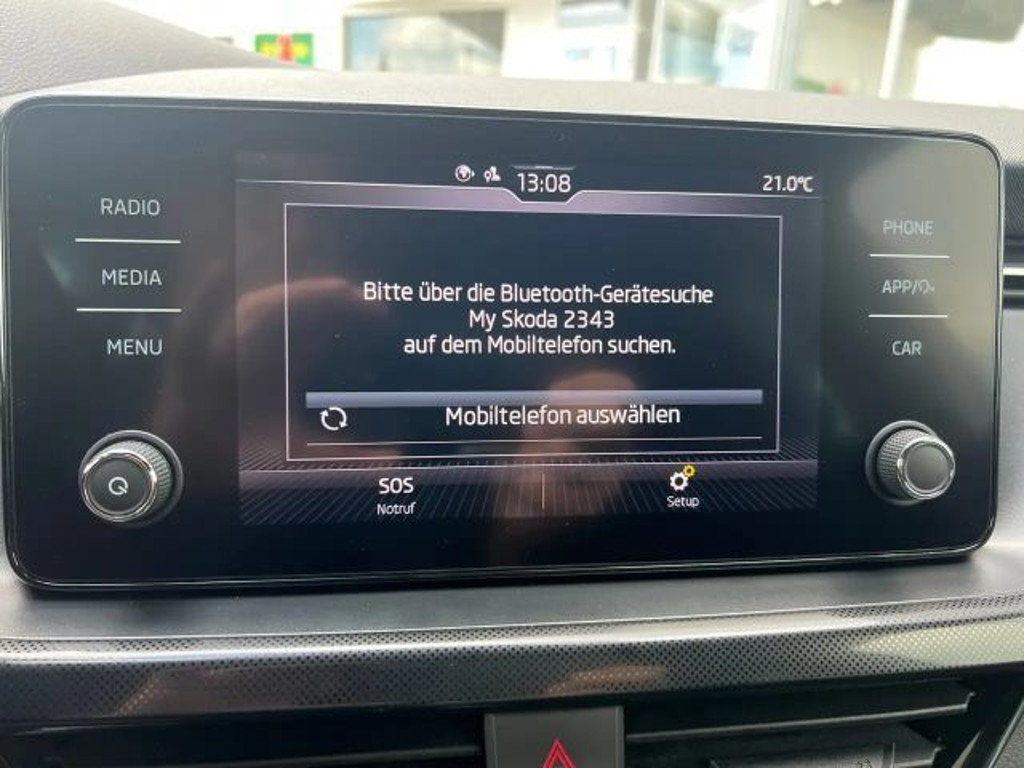 13:08
21.0°C
RADIO
MEDIA
MENU
Bitte über die Bluetooth-Gerätesuche
My Skoda 2343
auf dem Mobiltelefon suchen.
Mobiltelefon auswählen
SOS
Notruf
Setup
PHONE
APP/
CAR